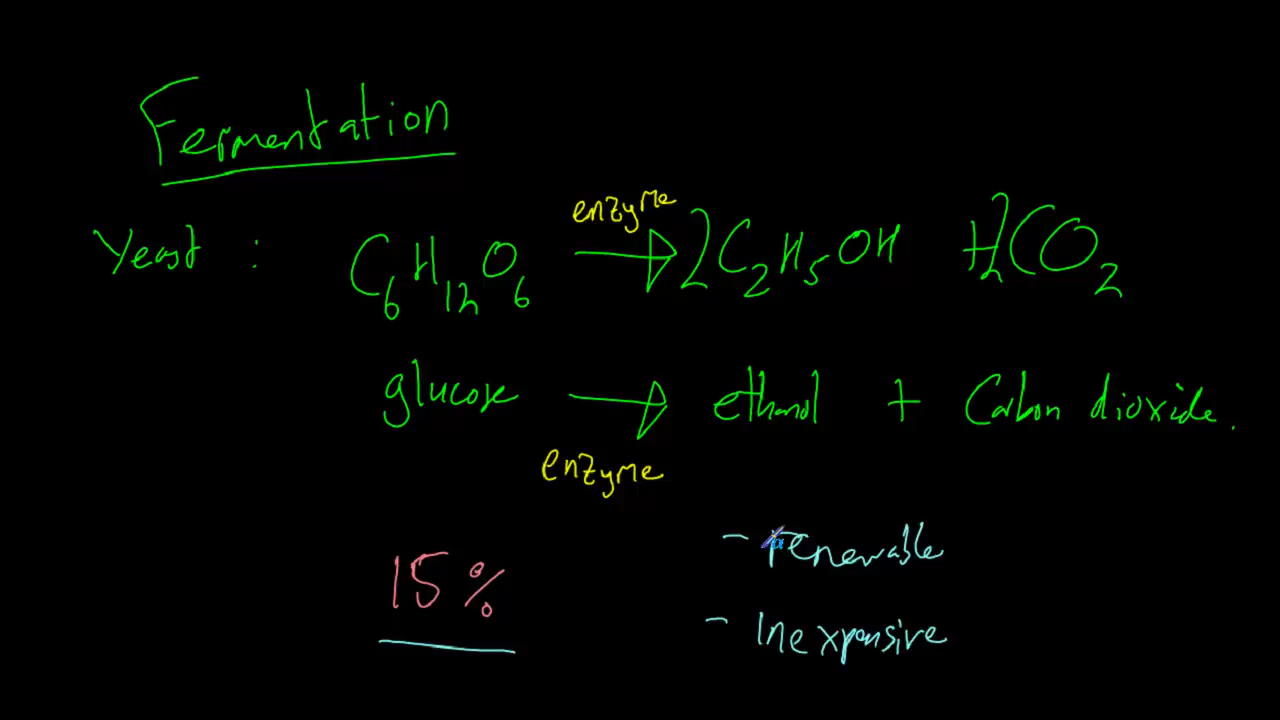 Fermentation
Yeast : C6H12O6 enzyme → 2C2H5OH + 2CO2
glucose → ethanol + Carbon dioxide.
enzyme
15%
- renewable
- Inexpensive